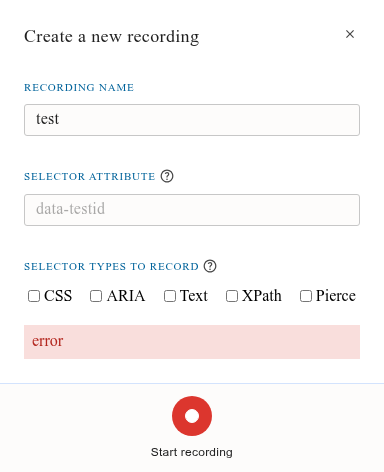 Create a new recording
RECORDING NAME
test
SELECTOR ATTRIBUTE
data-testid
SELECTOR TYPES TO RECORD
CSS ARIA Text XPath Pierce
error
Start recording